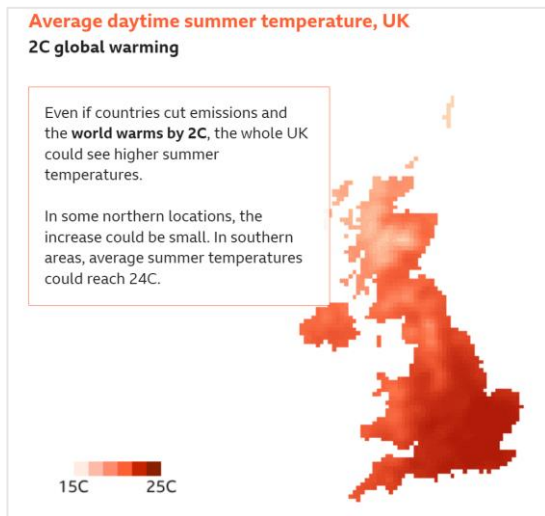 Average daytime summer temperature, UK
2C global warming
Even if countries cut emissions and
the world warms by 2C, the whole UK
could see higher summer
temperatures.
In some northern locations, the
increase could be small. In southern
areas, average summer temperatures
could reach 24C.
15C 25C